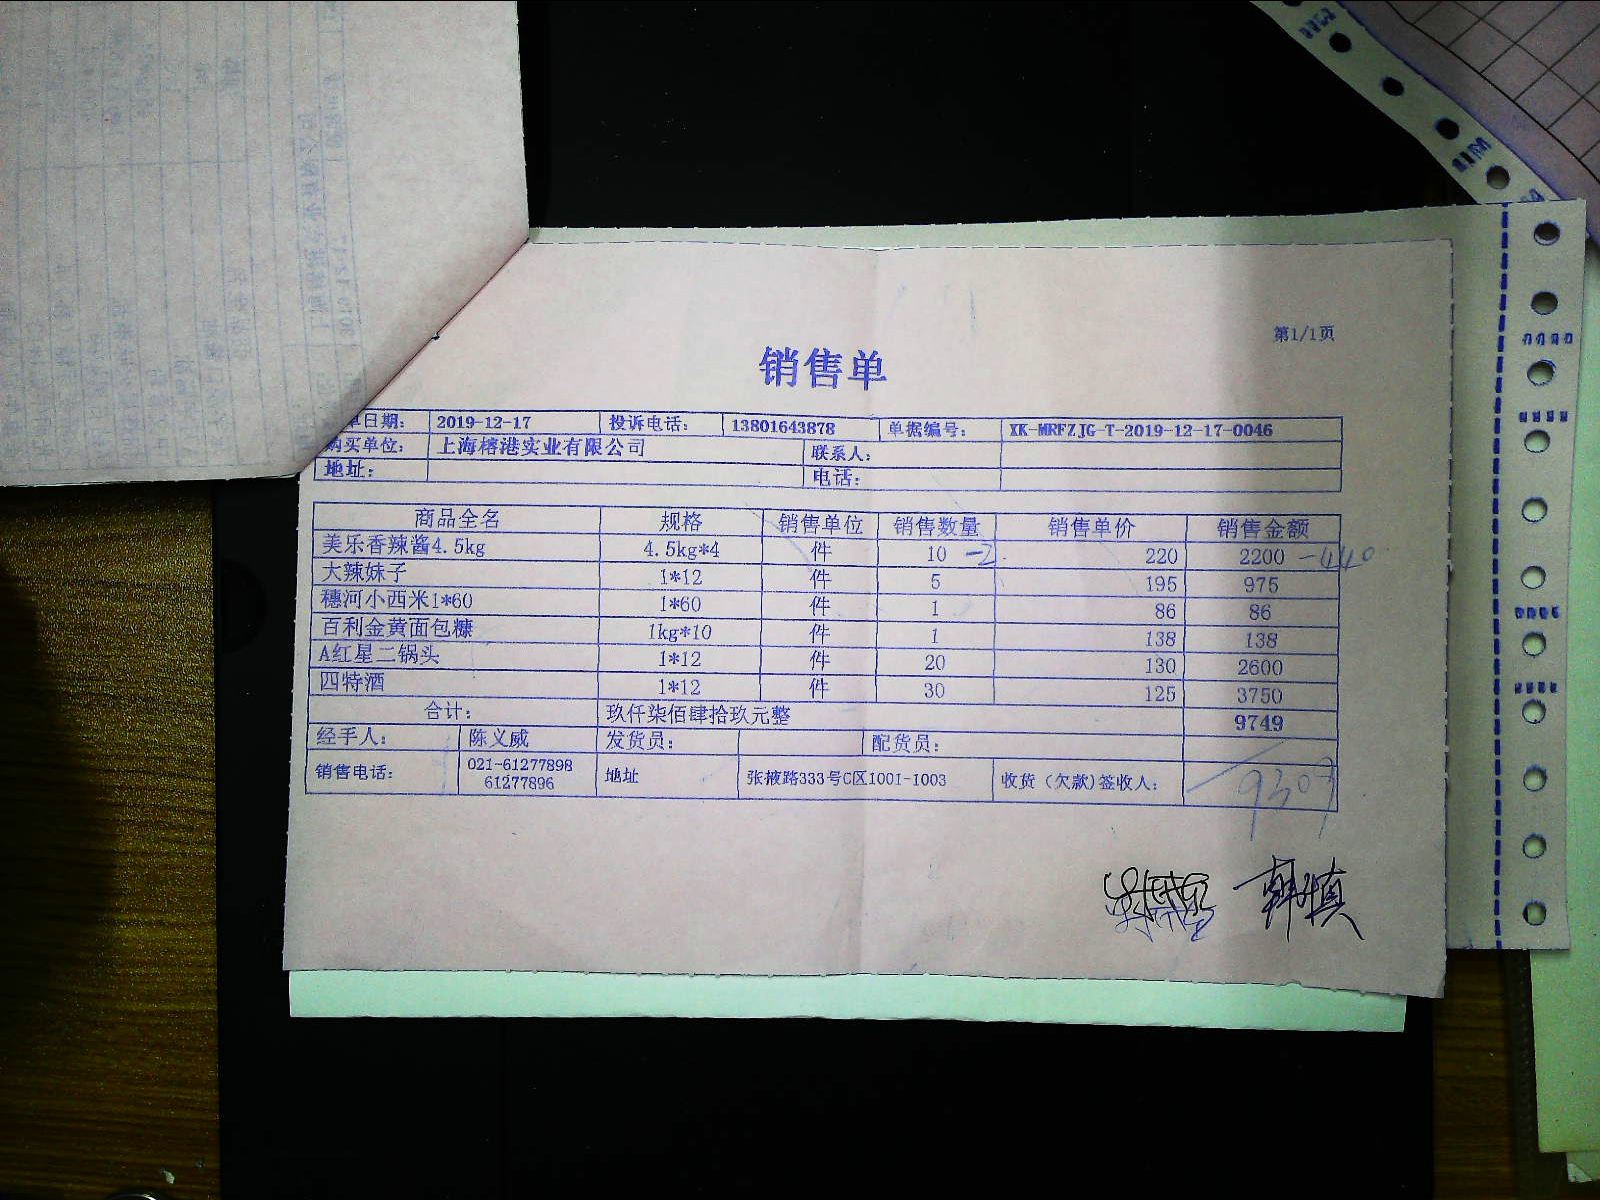 第1/1页
销售单
单日期： 2019-12-17 投诉电话： 13801643878 单据编号： XK-MRFZJG-T-2019-12-17-0046
购买单位： 上海榕港实业有限公司 联系人：
地址： 电话：
商品全名 规格 销售单位 销售数量 销售单价 销售金额
美乐香辣酱4.5kg 4.5kg*4 件 10 -2 220 2200 -440
大辣妹子 1*12 件 5 195 975
穗河小西米1*60 1*60 件 1 86 86
百利金黄面包糠 1kg*10 件 1 138 138
A红星二锅头 1*12 件 20 130 2600
四特酒 1*12 件 30 125 3750
合计： 玖仟柒佰肆拾玖元整 9749
经手人： 陈义威 发货员： 配货员：
销售电话： 021-61277898 61277896 地址 张掖路333号C区1001-1003 收货（欠款)签收人：
9309
韩慎